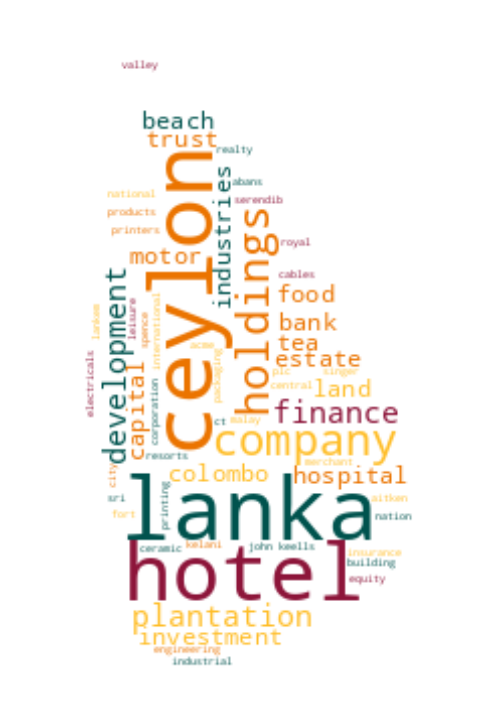 valley
beach
trust
realty
ceylon
industries
abans
national
serendib
products
holdings
printers
royal
motor
cables
development
food
leisure
international
lankem
spence
bank
tea
acme
estate
electricals
capital
packaging
plc
singer
corporation
central
land
finance
ct
malay
company
resorts
merchant
city
colombo
hospital
lanka
printing
sri
aitken
fort
nation
hotel
ceramic
kelani
john keells
insurance
building
equity
plantation
investment
engineering
industrial